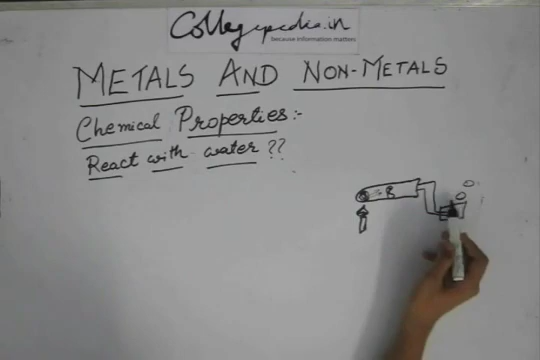 Collegepedia.in
because information matters
METALS AND NON-METALS
Chemical Properties:-
React with water??